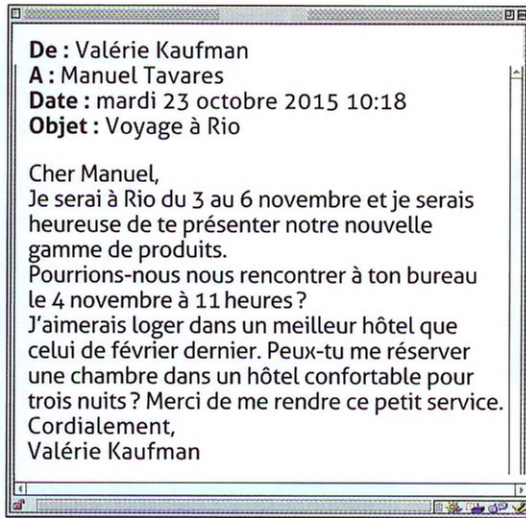 De : Valérie Kaufman
A : Manuel Tavares
Date : mardi 23 octobre 2015 10:18
Objet : Voyage à Rio
Cher Manuel,
Je serai à Rio du 3 au 6 novembre et je serais
heureuse de te présenter notre nouvelle
gamme de produits.
Pourrions-nous nous rencontrer à ton bureau
le 4 novembre à 11 heures ?
J'aimerais loger dans un meilleur hôtel que
celui de février dernier. Peux-tu me réserver
une chambre dans un hôtel confortable pour
trois nuits ? Merci de me rendre ce petit service.
Cordialement,
Valérie Kaufman